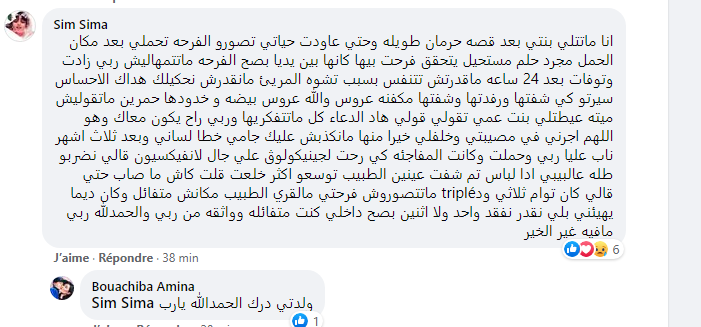 Sim Sima
انا ماتتلي بنتي بعد قصه حرمان طويله وحتي عاودت حياتي تصورو الفرحه تحملي بعد مكان
الحمل مجرد حلم مستحيل يتحقق فرحت بيها كانها بين يديا بصح الفرحه ماتتمهاليش ربي زادت
وتوفات بعد 24 ساعه ماقدرتش تتنفس بسبب تشوه المريئ مانقدرش نحكيلك هداك الاحساس
سيرتو كي شفتها ورفدتها وشفتها مكفنه عروس والله عروس بيضه و خدودها حمرين ماتقوليش
ميته عيطتلي بنت عمي تقولي قولي هاد الدعاء كل ماتتفكريها وربي راح يكون معاك وهو
اللهم اجرني في مصيبتي وخلفلي خيرا منها مانكذبش عليك جامي خطا لساني وبعد ثلاث اشهر
ناب عليا ربي وحملت وكانت المفاجئه كي رحت لجينيكولوق علي جال لانفيكسيون قالي نضربو
طله عالبيبي ادا لباس تم شفت عينين الطبيب توسعو اكثر خلعت قلت كاش ما صاب حتي
قالي كان توام ثلاثي ودtriplé ماتتصوروش فرحتي مالقري الطبيب مكانش متفائل وكان ديما
يهيئني بلي نقدر نفقد واحد ولا اثنين بصح داخلي كنت متفائله وواثقه من ربي والحمدلله ربي
مافيه غير الخير
J'aime · Répondre · 38 min
6
Bouachiba Amina
Sim Sima ولدتي درك الحمدالله يارب
1